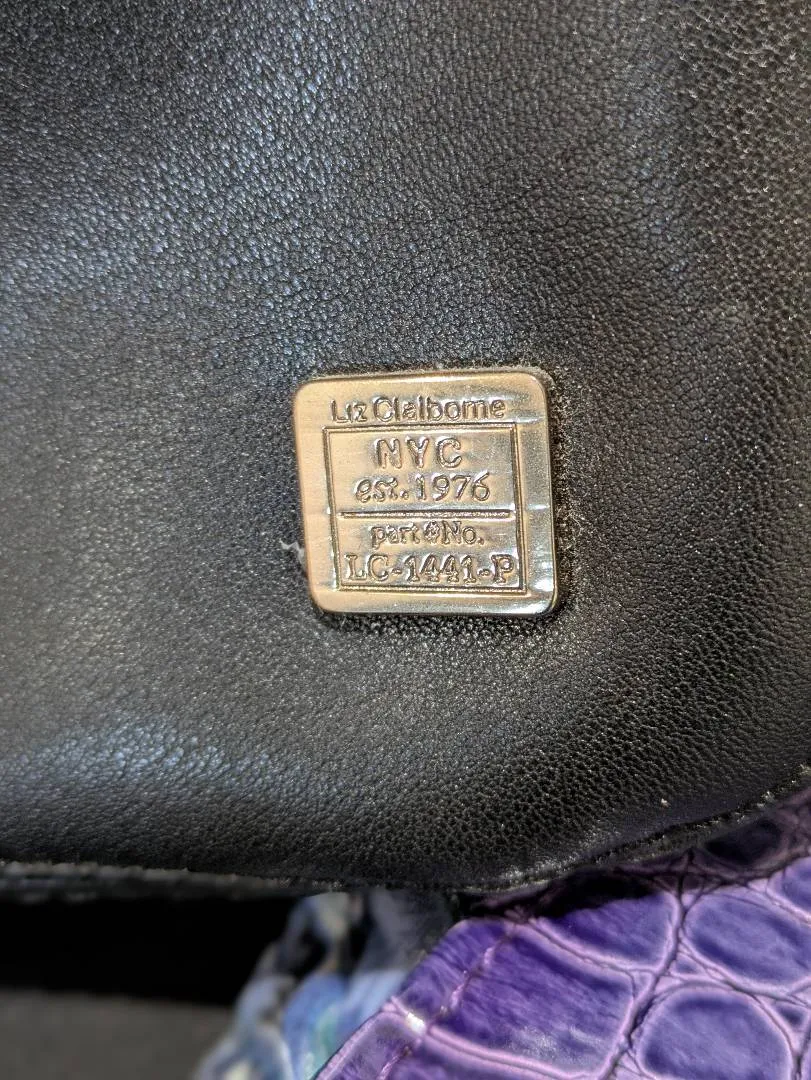 Liz Claiborne
NYC
est. 1976
part #No.
LC-1441-P